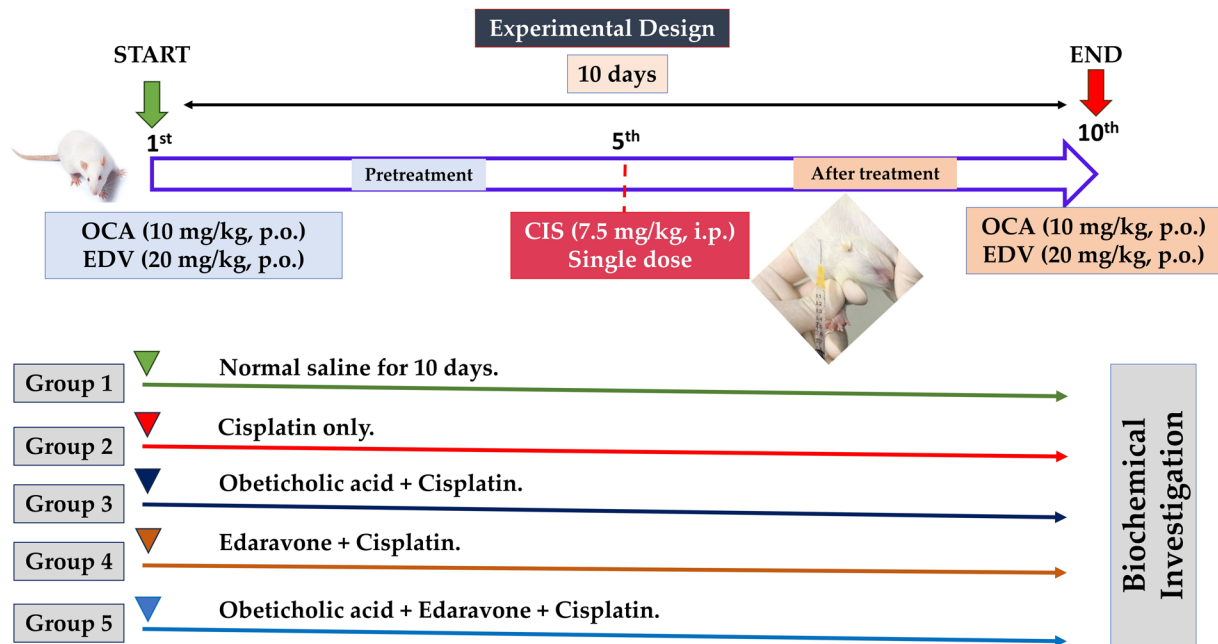 Experimental Design
START
10 days
END
1st
5th
10th
Pretreatment
After treatment
OCA (10 mg/kg, p.o.)
EDV (20 mg/kg, p.o.)
CIS (7.5 mg/kg, i.p.)
Single dose
OCA (10 mg/kg, p.o.)
EDV (20 mg/kg, p.o.)
Group 1
Normal saline for 10 days.
Group 2
Cisplatin only.
Group 3
Obeticholic acid + Cisplatin.
Group 4
Edaravone + Cisplatin.
Group 5
Obeticholic acid + Edaravone + Cisplatin.
Biochemical
Investigation